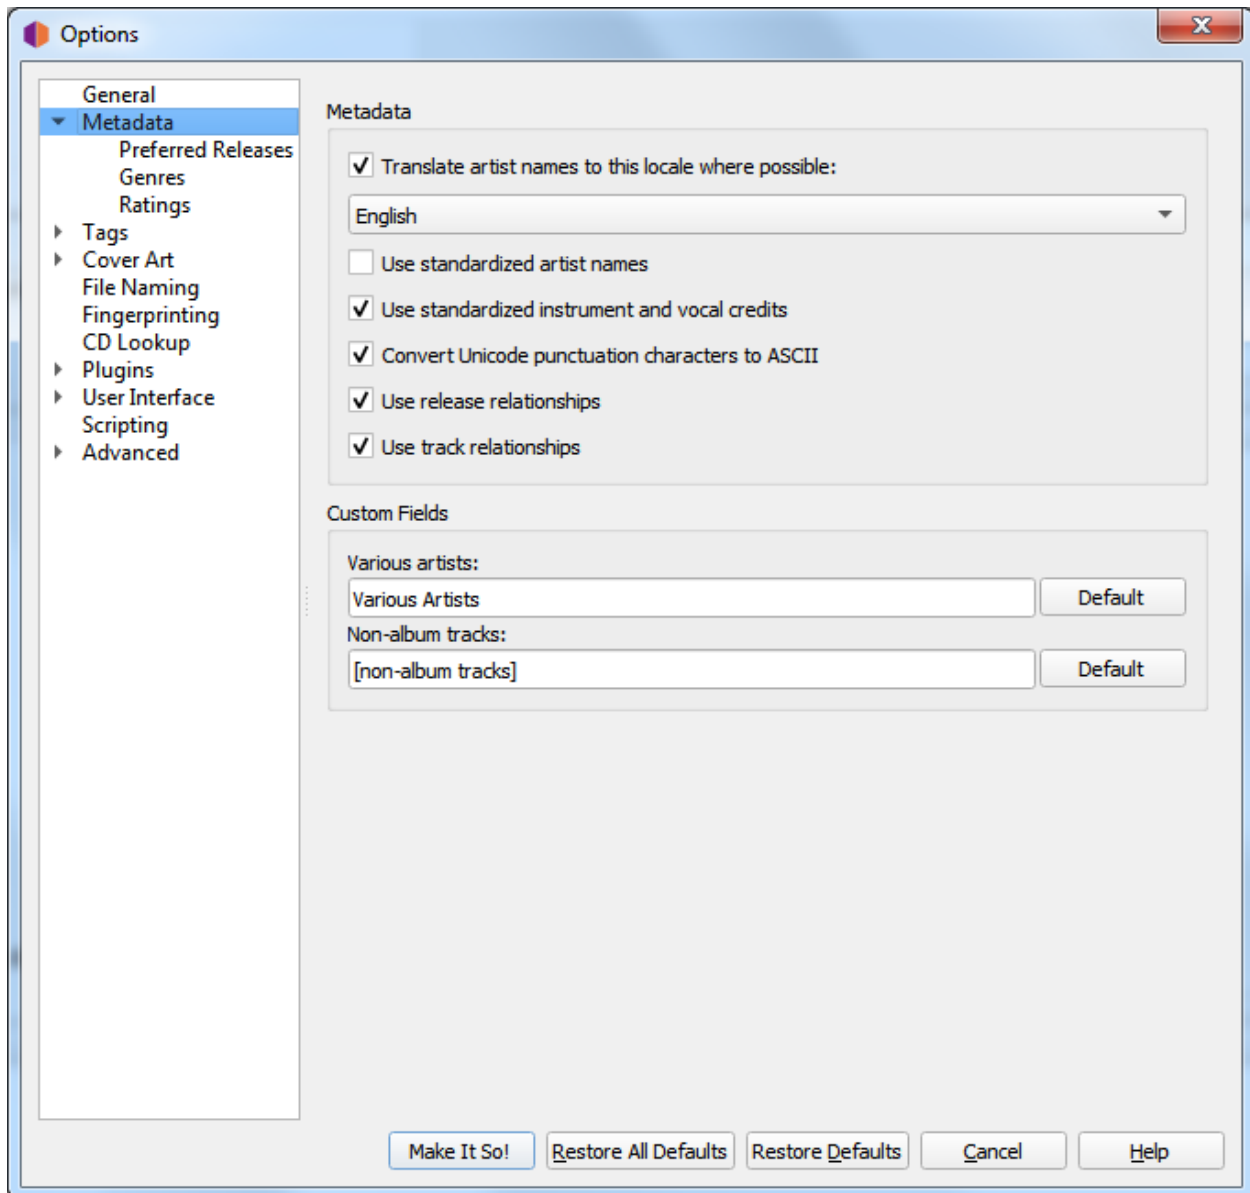 Options
General
Metadata
Preferred Releases
Genres
Ratings
Tags
Cover Art
File Naming
Fingerprinting
CD Lookup
Plugins
User Interface
Scripting
Advanced
Metadata
Translate artist names to this locale where possible:
English
Use standardized artist names
Use standardized instrument and vocal credits
Convert Unicode punctuation characters to ASCII
Use release relationships
Use track relationships
Custom Fields
Various artists:
Various Artists Default
Non-album tracks:
[non-album tracks] Default
Make It So! Restore All Defaults Restore Defaults Cancel Help